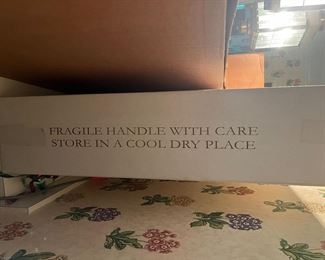 FRAGILE HANDLE WITH CARE
STORE IN A COOL DRY PLACE